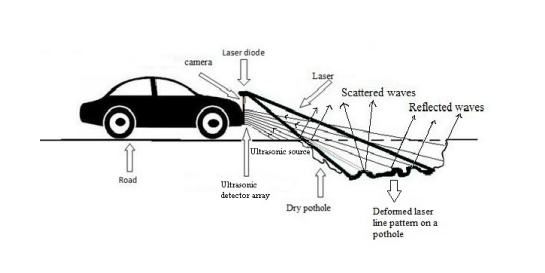 Laser diode
camera
Laser
Scattered waves
Reflected waves
Ultrasonic source
Road
Ultrasonic
detector array
Dry pothole
Deformed laser
line pattern on a
pothole